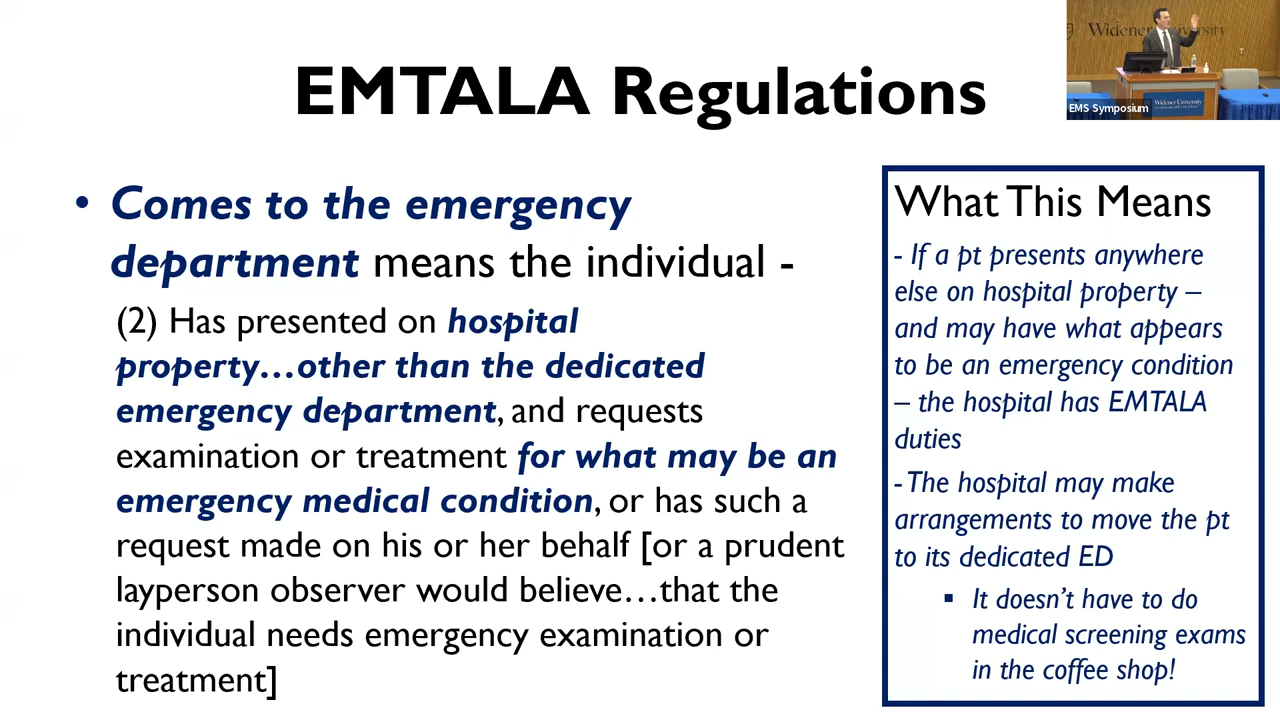 EMTALA Regulations
Widener University
EMS Symposium
Widener University
• Comes to the emergency
department means the individual -
(2) Has presented on hospital
property...other than the dedicated
emergency department, and requests
examination or treatment for what may be an
emergency medical condition, or has such a
request made on his or her behalf [or a prudent
layperson observer would believe...that the
individual needs emergency examination or
treatment]
What This Means
- If a pt presents anywhere
else on hospital property –
and may have what appears
to be an emergency condition
– the hospital has EMTALA
duties
- The hospital may make
arrangements to move the pt
to its dedicated ED
▪ It doesn't have to do
medical screening exams
in the coffee shop!